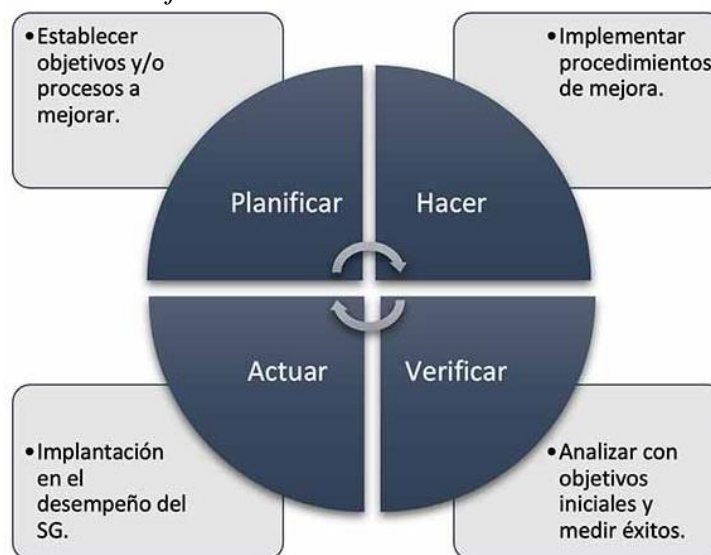 •Establecer
objetivos y/o
procesos a
mejorar.
•Implementar
procedimientos
de mejora.
Planificar
Hacer
Actuar
Verificar
•Implantación
en el
desempeño del
SG.
•Analizar con
objetivos
iniciales y
medir éxitos.